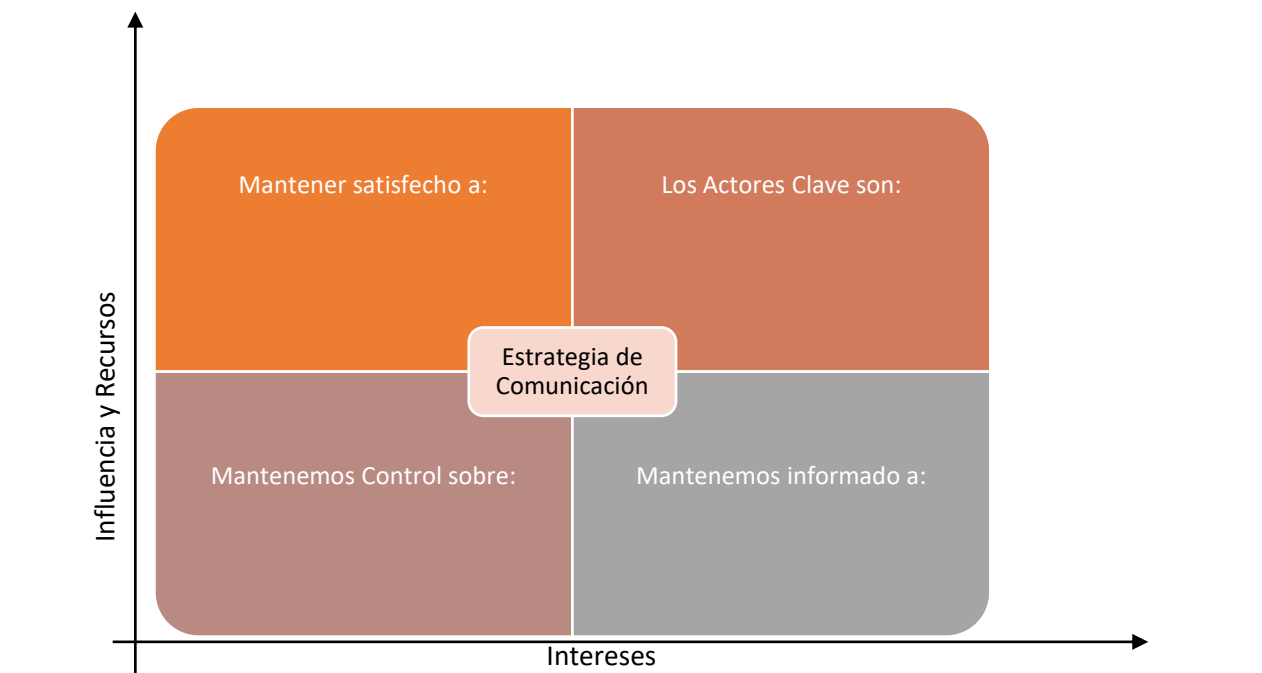 Mantener satisfecho a:
Los Actores Clave son:
Estrategia de
Comunicación
Mantenemos Control sobre:
Mantenemos informado a:
Influencia y Recursos
Intereses